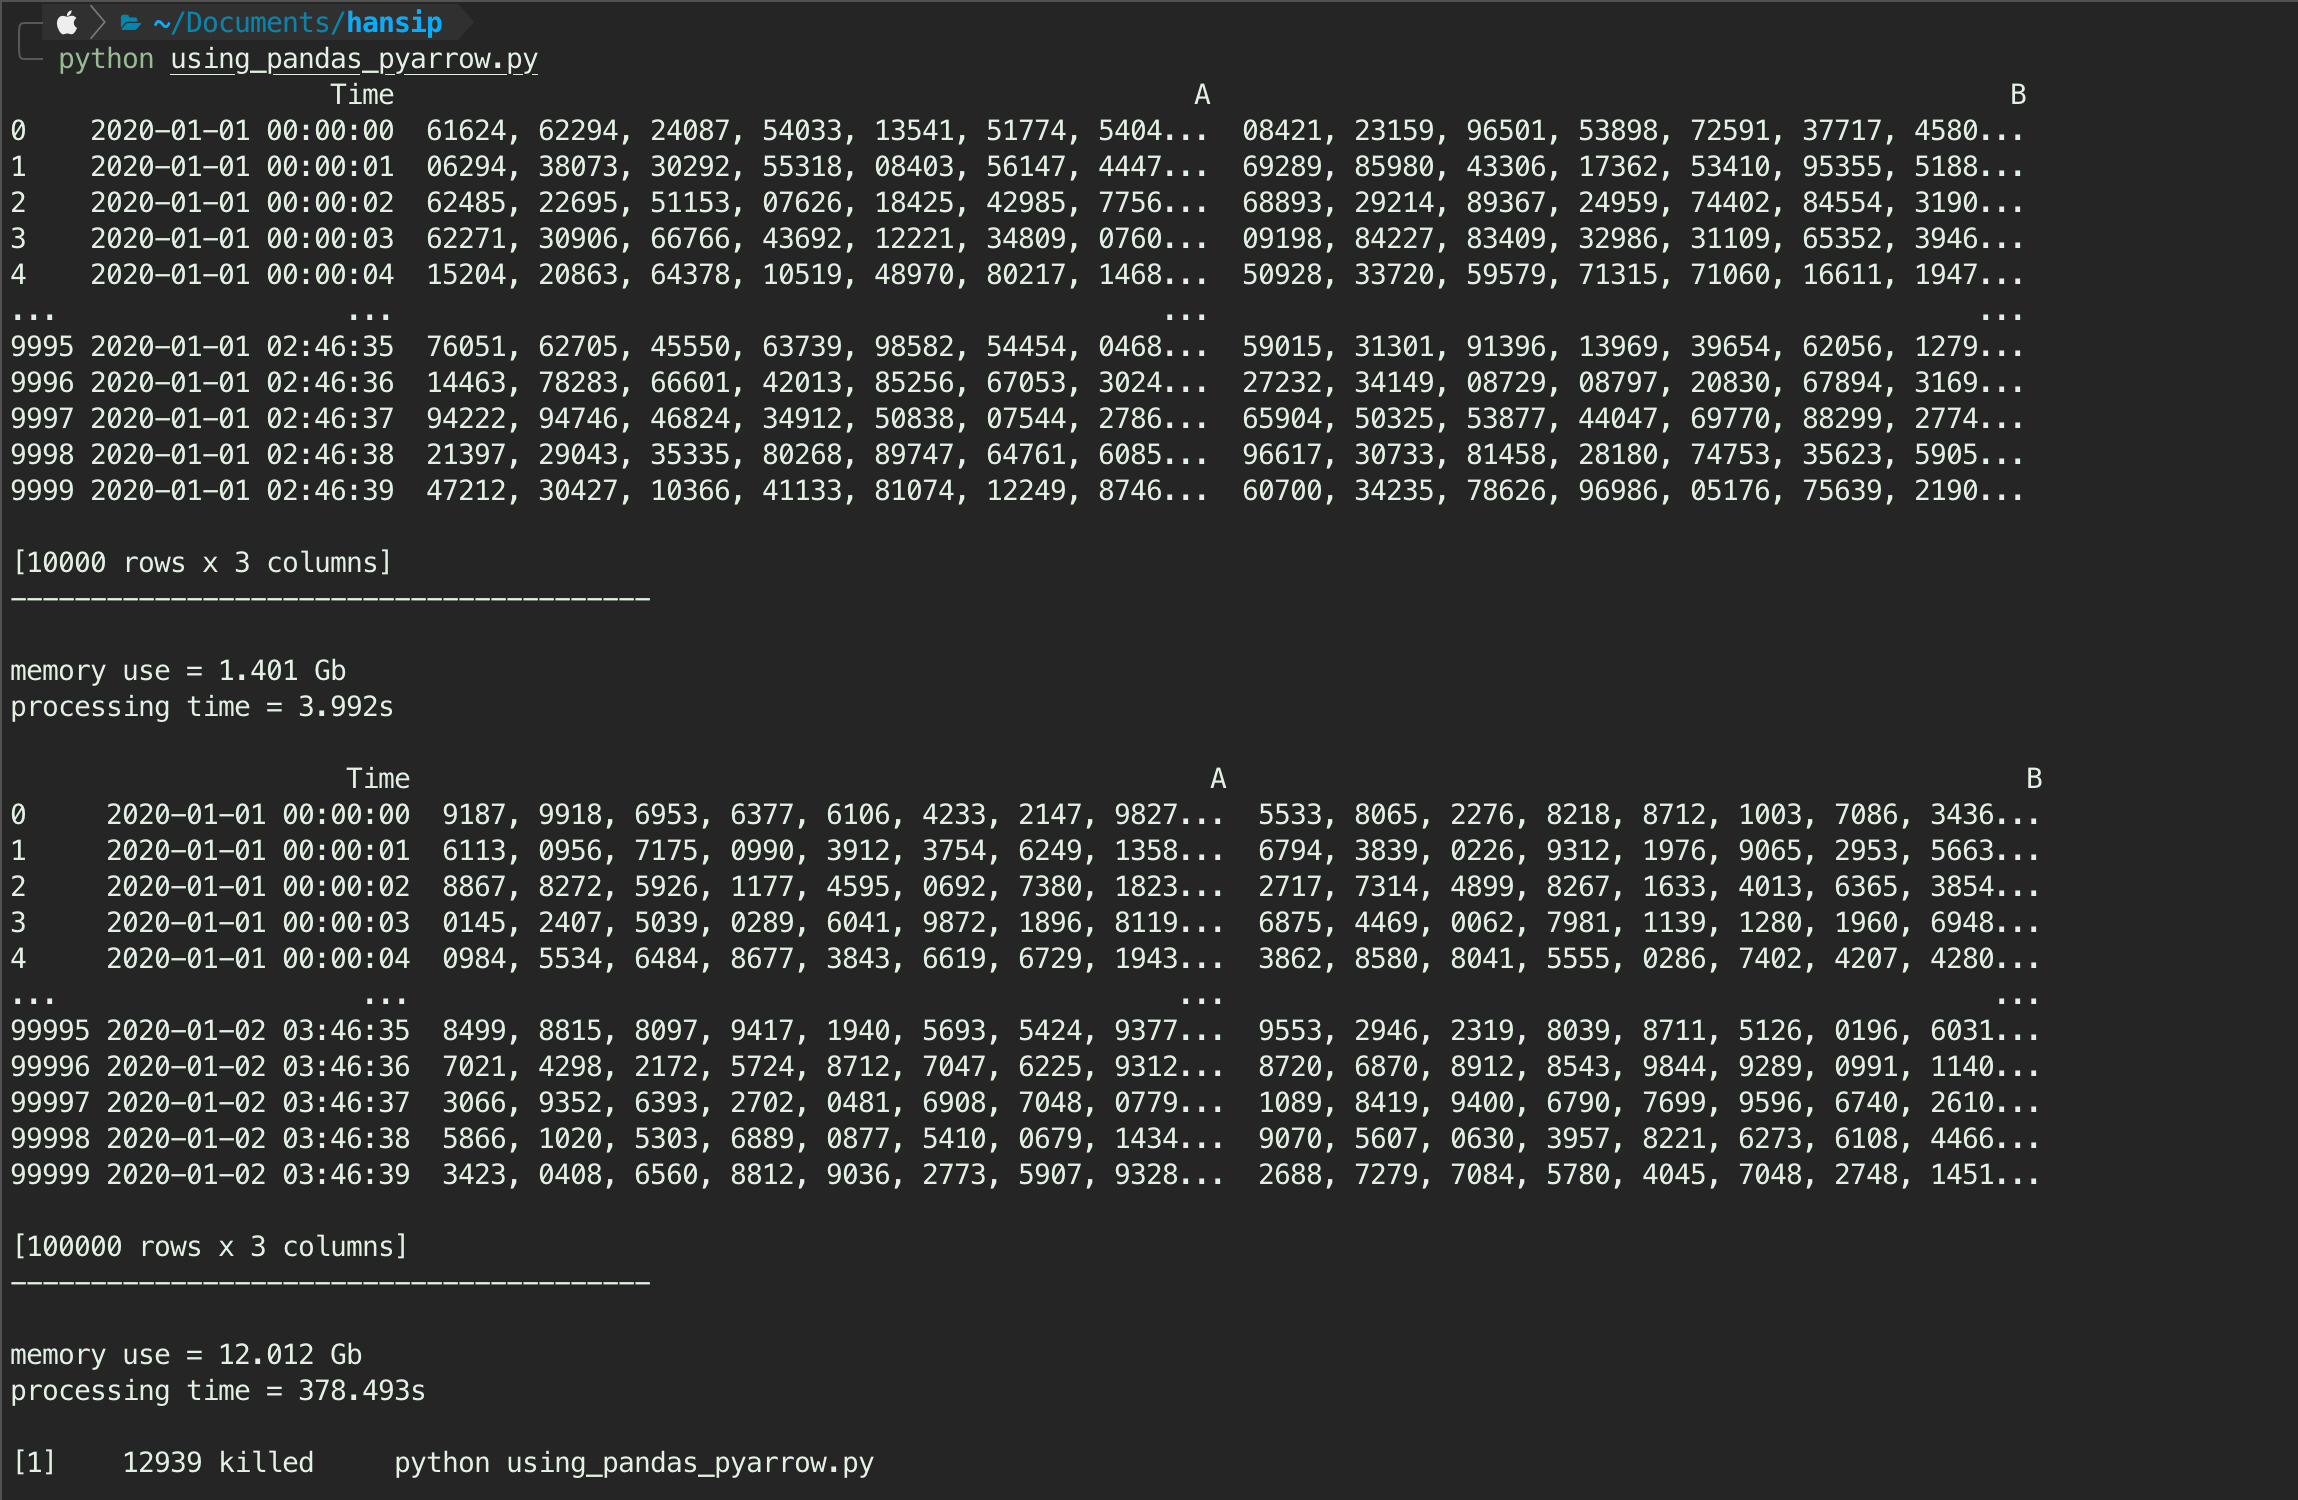 ~/Documents/hansip
python using_pandas_pyarrow.py
Time A B
0 2020-01-01 00:00:00 61624, 62294, 24087, 54033, 13541, 51774, 5404... 08421, 23159, 96501, 53898, 72591, 37717, 4580...
1 2020-01-01 00:00:01 06294, 38073, 30292, 55318, 08403, 56147, 4447... 69289, 85980, 43306, 17362, 53410, 95355, 5188...
2 2020-01-01 00:00:02 62485, 22695, 51153, 07626, 18425, 42985, 7756... 68893, 29214, 89367, 24959, 74402, 84554, 3190...
3 2020-01-01 00:00:03 62271, 30906, 66766, 43692, 12221, 34809, 0760... 09198, 84227, 83409, 32986, 31109, 65352, 3946...
4 2020-01-01 00:00:04 15204, 20863, 64378, 10519, 48970, 80217, 1468... 50928, 33720, 59579, 71315, 71060, 16611, 1947...
... ... ... ...
9995 2020-01-01 02:46:35 76051, 62705, 45550, 63739, 98582, 54454, 0468... 59015, 31301, 91396, 13969, 39654, 62056, 1279...
9996 2020-01-01 02:46:36 14463, 78283, 66601, 42013, 85256, 67053, 3024... 27232, 34149, 08729, 08797, 20830, 67894, 3169...
9997 2020-01-01 02:46:37 94222, 94746, 46824, 34912, 50838, 07544, 2786... 65904, 50325, 53877, 44047, 69770, 88299, 2774...
9998 2020-01-01 02:46:38 21397, 29043, 35335, 80268, 89747, 64761, 6085... 96617, 30733, 81458, 28180, 74753, 35623, 5905...
9999 2020-01-01 02:46:39 47212, 30427, 10366, 41133, 81074, 12249, 8746... 60700, 34235, 78626, 96986, 05176, 75639, 2190...
[10000 rows x 3 columns]
----------------------------------------
memory use = 1.401 Gb
processing time = 3.992s
Time A B
0 2020-01-01 00:00:00 9187, 9918, 6953, 6377, 6106, 4233, 2147, 9827... 5533, 8065, 2276, 8218, 8712, 1003, 7086, 3436...
1 2020-01-01 00:00:01 6113, 0956, 7175, 0990, 3912, 3754, 6249, 1358... 6794, 3839, 0226, 9312, 1976, 9065, 2953, 5663...
2 2020-01-01 00:00:02 8867, 8272, 5926, 1177, 4595, 0692, 7380, 1823... 2717, 7314, 4899, 8267, 1633, 4013, 6365, 3854...
3 2020-01-01 00:00:03 0145, 2407, 5039, 0289, 6041, 9872, 1896, 8119... 6875, 4469, 0062, 7981, 1139, 1280, 1960, 6948...
4 2020-01-01 00:00:04 0984, 5534, 6484, 8677, 3843, 6619, 6729, 1943... 3862, 8580, 8041, 5555, 0286, 7402, 4207, 4280...
... ... ... ...
99995 2020-01-02 03:46:35 8499, 8815, 8097, 9417, 1940, 5693, 5424, 9377... 9553, 2946, 2319, 8039, 8711, 5126, 0196, 6031...
99996 2020-01-02 03:46:36 7021, 4298, 2172, 5724, 8712, 7047, 6225, 9312... 8720, 6870, 8912, 8543, 9844, 9289, 0991, 1140...
99997 2020-01-02 03:46:37 3066, 9352, 6393, 2702, 0481, 6908, 7048, 0779... 1089, 8419, 9400, 6790, 7699, 9596, 6740, 2610...
99998 2020-01-02 03:46:38 5866, 1020, 5303, 6889, 0877, 5410, 0679, 1434... 9070, 5607, 0630, 3957, 8221, 6273, 6108, 4466...
99999 2020-01-02 03:46:39 3423, 0408, 6560, 8812, 9036, 2773, 5907, 9328... 2688, 7279, 7084, 5780, 4045, 7048, 2748, 1451...
[100000 rows x 3 columns]
----------------------------------------
memory use = 12.012 Gb
processing time = 378.493s
[1] 12939 killed python using_pandas_pyarrow.py